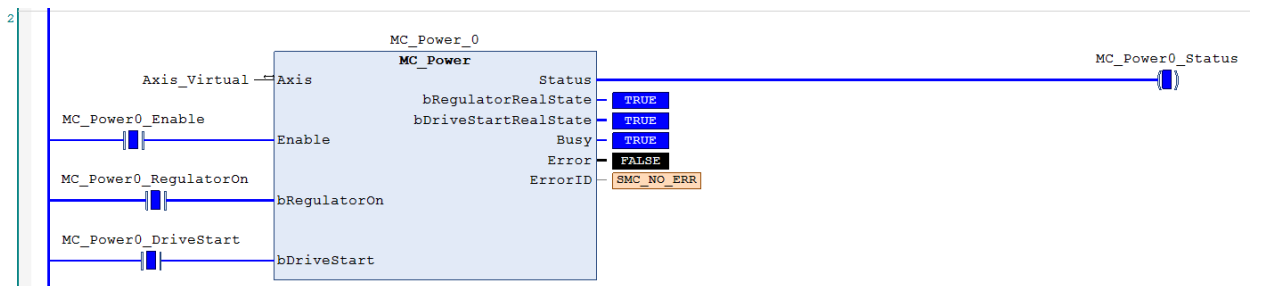 2
MC_Power_0
MC_Power
MC_Power0_Status
Axis_Virtual Axis Status
bRegulatorRealState TRUE
MC_Power0_Enable bDriveStartRealState TRUE
Enable Busy TRUE
Error FALSE
MC_Power0_RegulatorOn ErrorID SMC_NO_ERR
bRegulatorOn
MC_Power0_DriveStart
bDriveStart